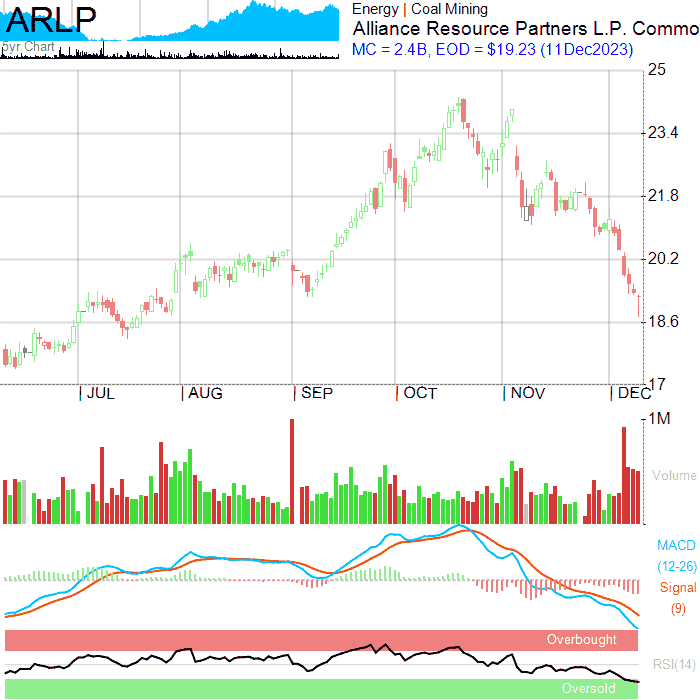 ARLP
5yr Chart
Energy | Coal Mining
Alliance Resource Partners L.P. Commo
MC = 2.4B, EOD = $19.23 (11Dec2023)
25
23.4
21.8
20.2
18.6
17
JUL AUG SEP OCT NOV DEC
1M
Volume
MACD
(12-26)
Signal
(9)
Overbought
RSI(14)
Oversold